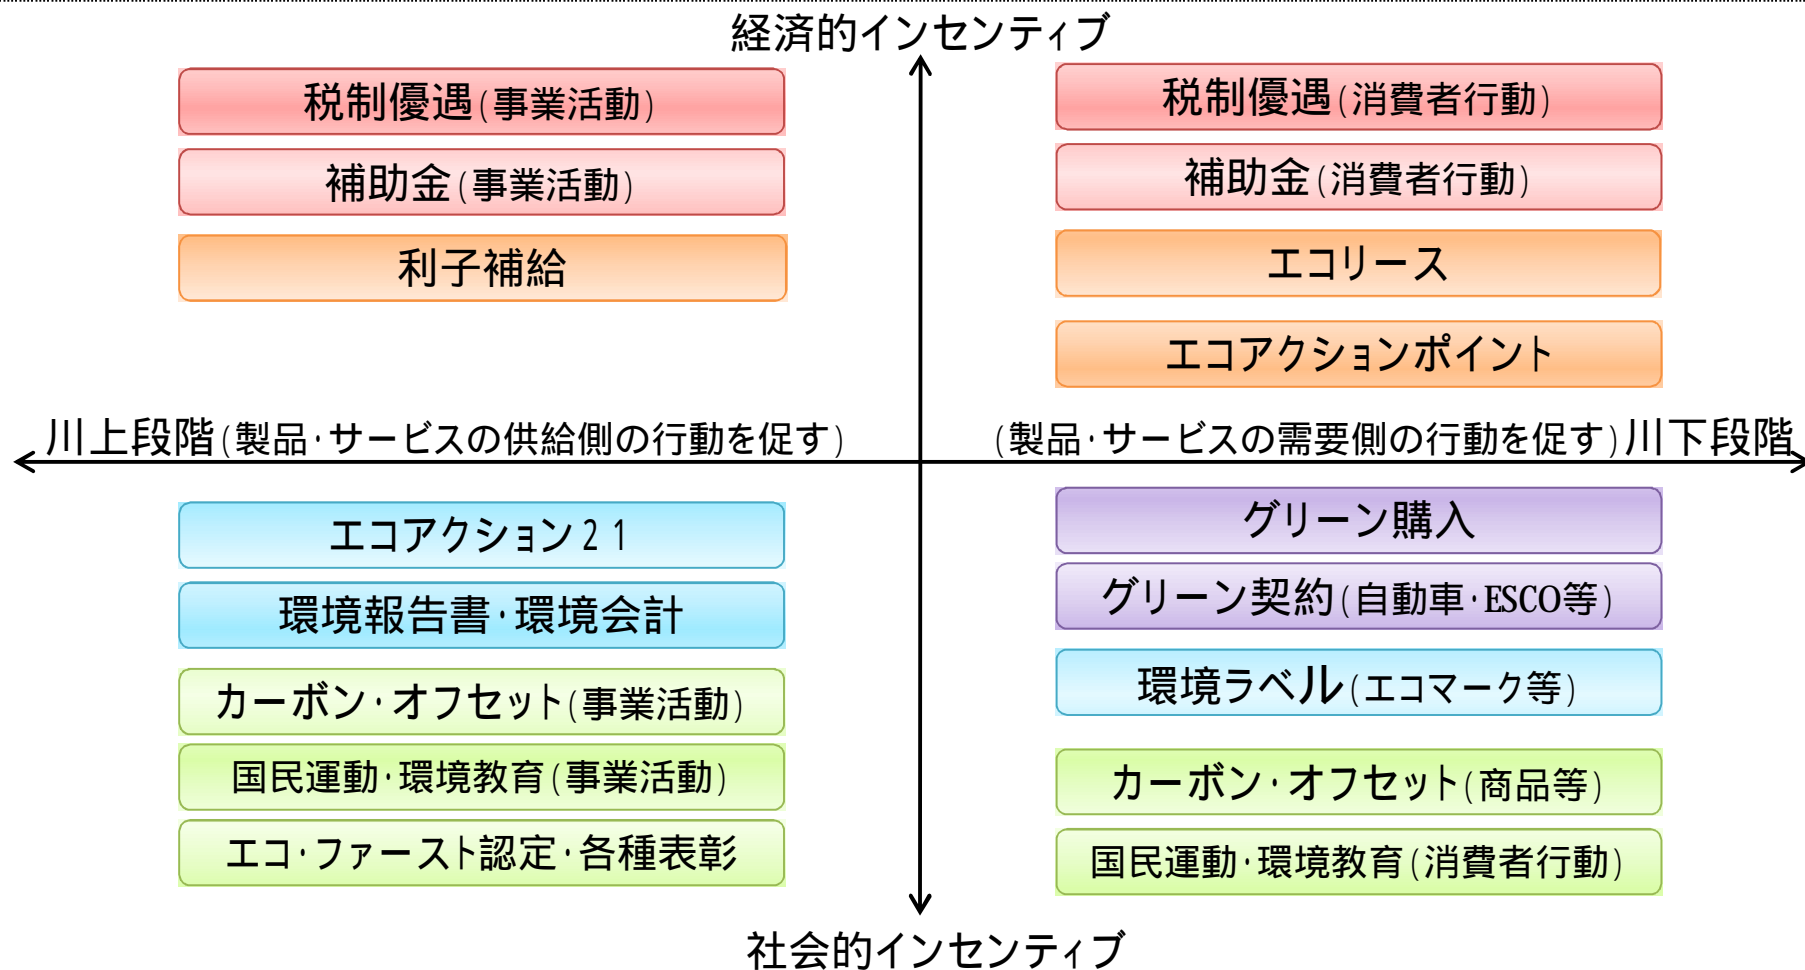 経済的インセンティブ
税制優遇(事業活動)
補助金(事業活動)
利子補給
税制優遇(消費者行動)
補助金(消費者行動)
エコリース
エコアクションポイント
川上段階(製品・サービスの供給側の行動を促す)
(製品・サービスの需要側の行動を促す)川下段階
エコアクション21
環境報告書・環境会計
カーボン・オフセット(事業活動)
国民運動・環境教育(事業活動)
エコ・ファースト認定・各種表彰
グリーン購入
グリーン契約(自動車・ESCO等)
環境ラベル(エコマーク等)
カーボン・オフセット(商品等)
国民運動・環境教育(消費者行動)
社会的インセンティブ